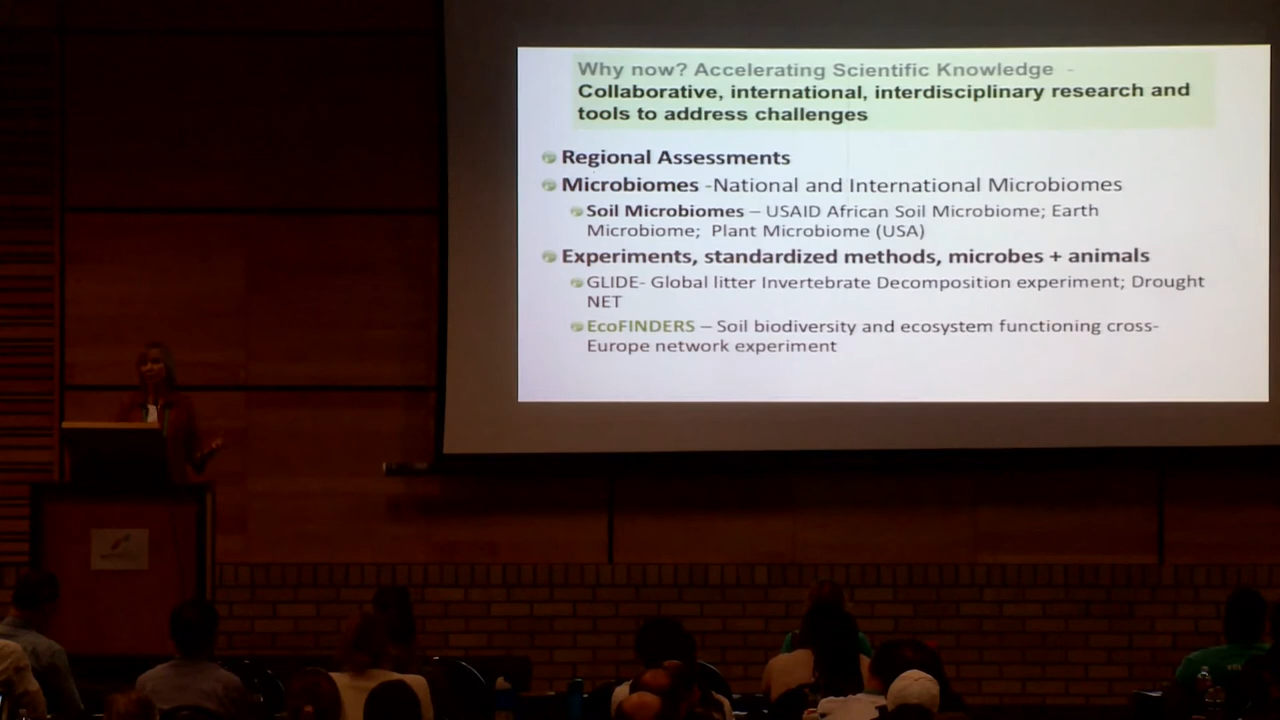 Why now? Accelerating Scientific Knowledge -
Collaborative, international, interdisciplinary research and
tools to address challenges
Regional Assessments
Microbiomes -National and International Microbiomes
Soil Microbiomes – USAID African Soil Microbiome; Earth
Microbiome; Plant Microbiome (USA)
Experiments, standardized methods, microbes + animals
GLIDE- Global litter Invertebrate Decomposition experiment; Drought
NET
EcoFINDERS – Soil biodiversity and ecosystem functioning cross-
Europe network experiment